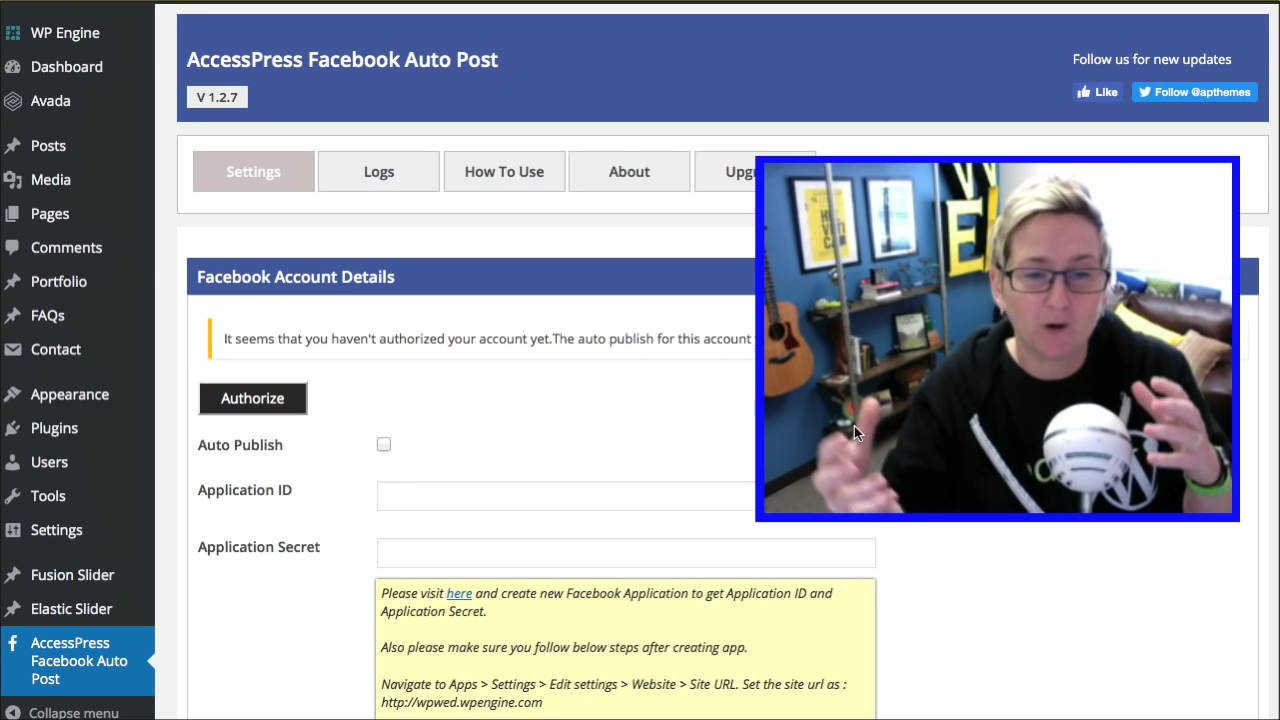 WP Engine
Dashboard
Avada
Posts
Media
Pages
Comments
Portfolio
FAQs
Contact
Appearance
Plugins
Users
Tools
Settings
Fusion Slider
Elastic Slider
AccessPress
Facebook Auto
Post
Collapse menu
AccessPress Facebook Auto Post
V 1.2.7
Follow us for new updates
Like
Follow @apthemes
Settings
Logs
How To Use
About
Facebook Account Details
It seems that you haven't authorized your account yet.The auto publish for this account
Authorize
Auto Publish
Application ID
Application Secret
Please visit here and create new Facebook Application to get Application ID and
Application Secret.
Also please make sure you follow below steps after creating app.
Navigate to Apps > Settings > Edit settings > Website > Site URL. Set the site url as :
http://wpwed.wpengine.com